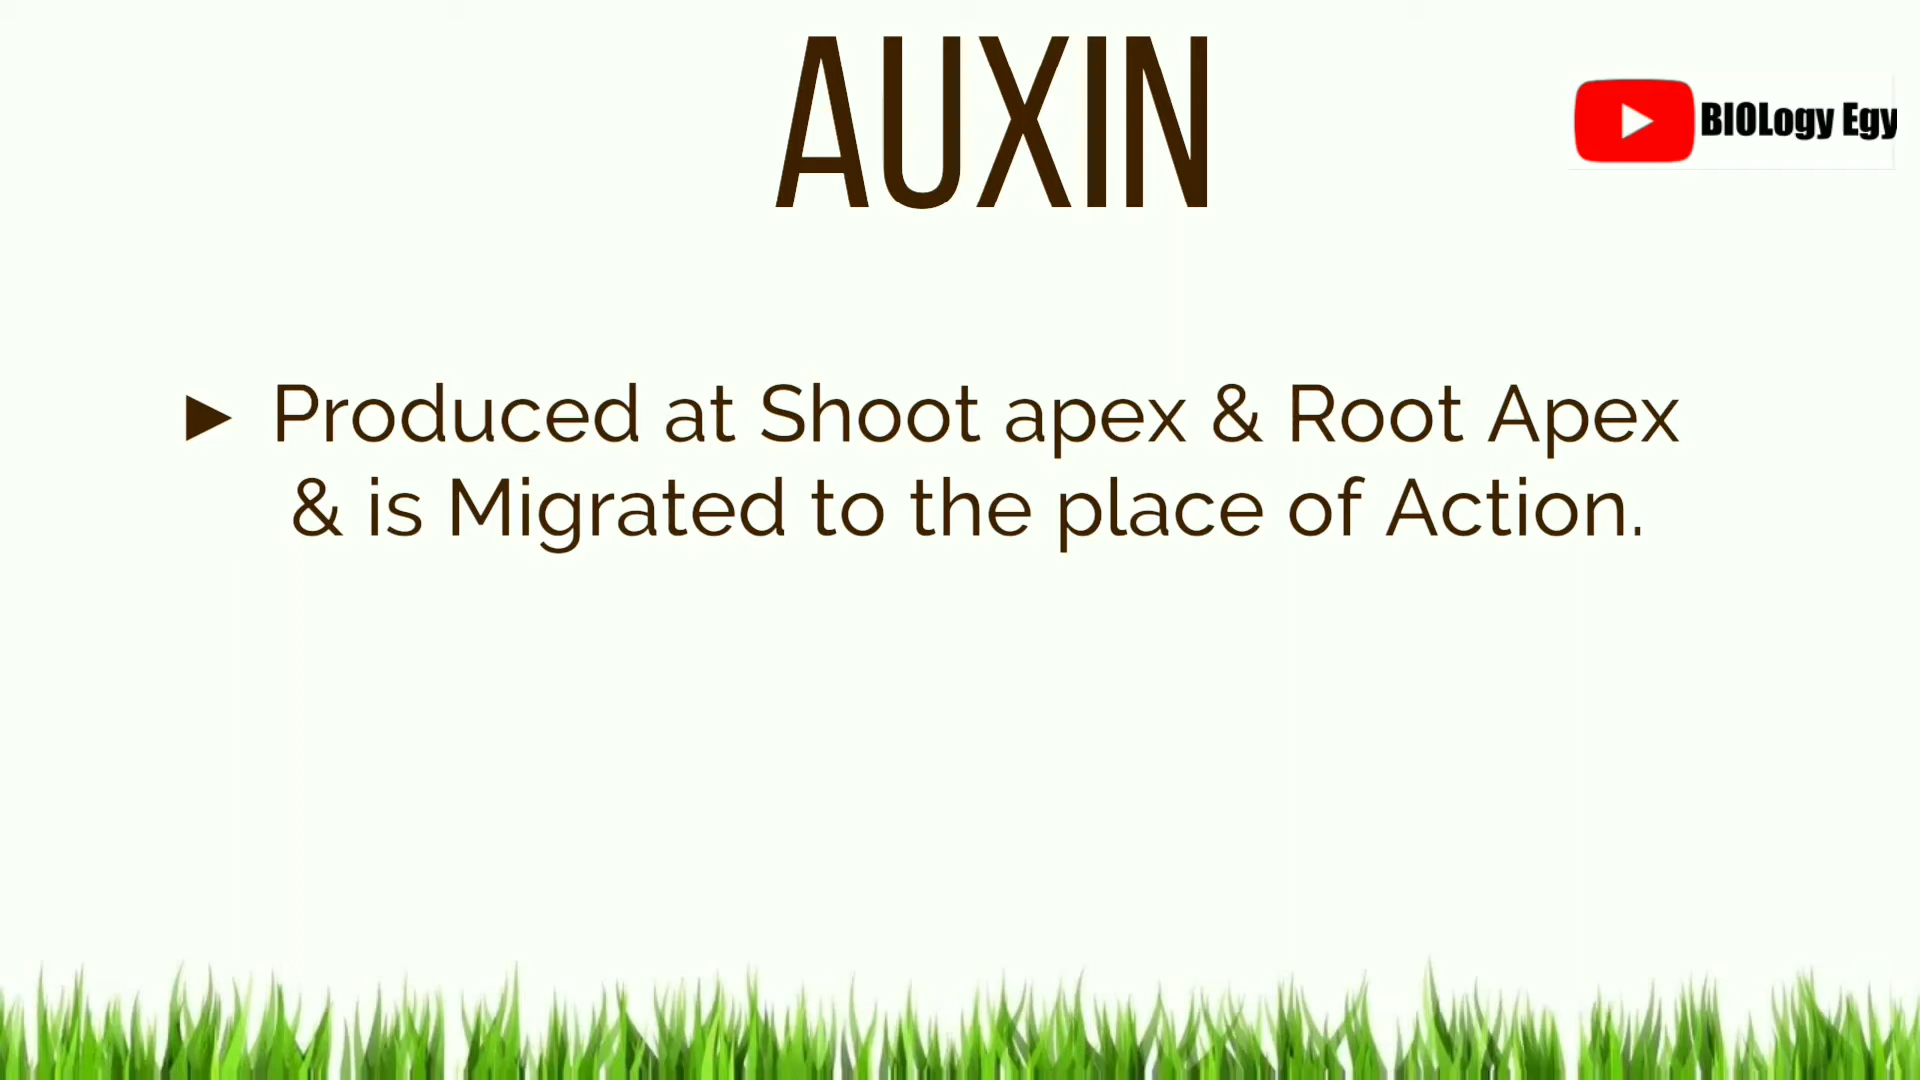 AUXIN
BIOLogy Egy
► Produced at Shoot apex & Root Apex
& is Migrated to the place of Action.